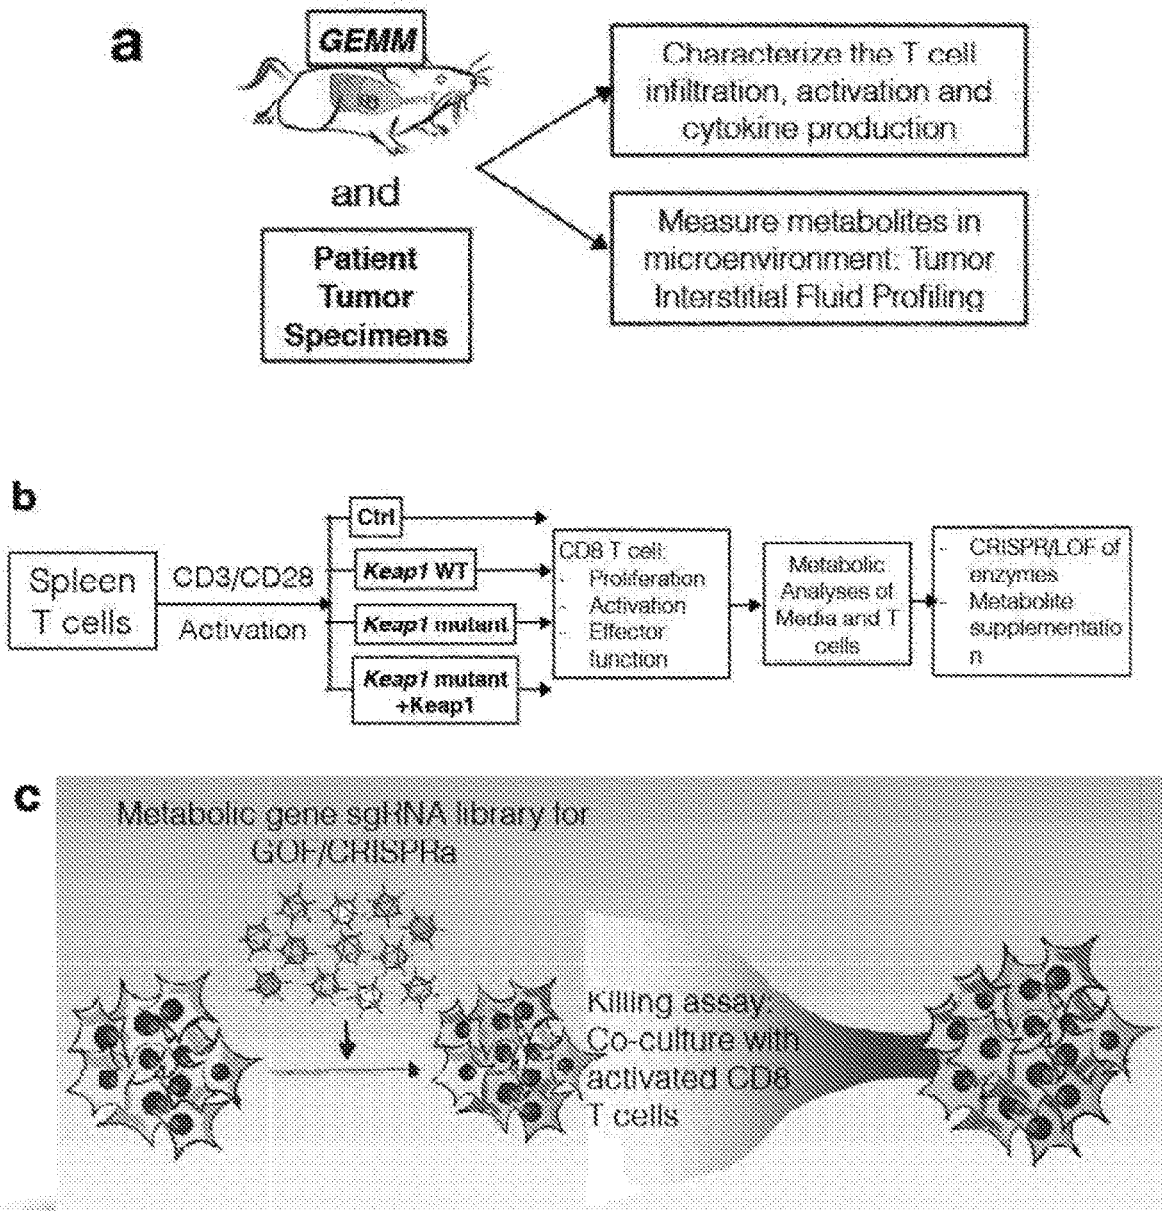 a
GEMM
and
Patient
Tumor
Specimens
Characterize the T cell
infiltration, activation and
cytokine production
Measure metabolites in
microenvironment: Tumor
Interstitial Fluid Profiling
b
Spleen
T cells
CD3/CD28
Activation
Ctrl
Keap1 WT
Keap1 mutant
Keap1 mutant
+Keap1
CD8 T cell:
- Proliferation
- Activation
- Effector
function
Metabolic
Analyses of
Media and T
cells
- CRISPR/LOF of
enzymes
- Metabolite
supplementatio
n
c
Metabolic gene sgRNA library for
GOF/CRISPRa
Killing assay:
Co-culture with
activated CD8
T cells